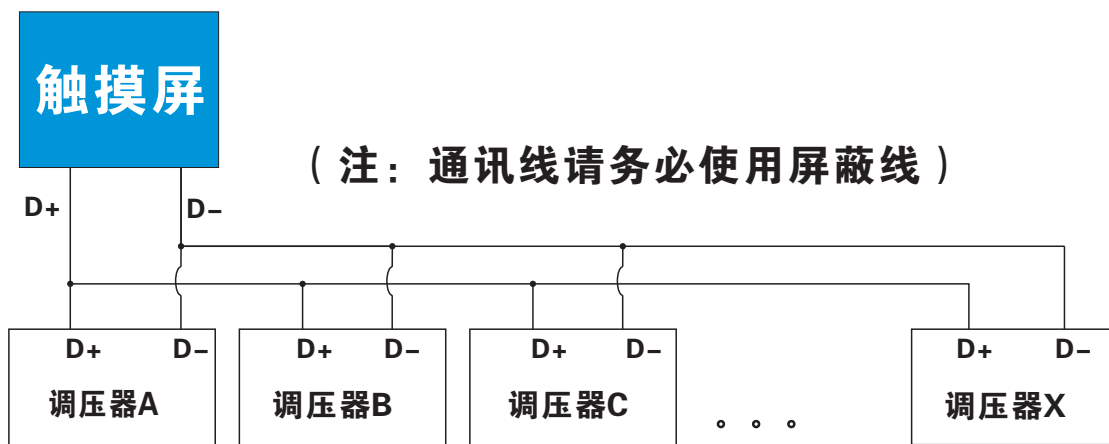 触摸屏
（注：通讯线请务必使用屏蔽线）
D+ D-
D+ D- D+ D- D+ D- D+ D-
调压器A 调压器B 调压器C 。。。 调压器X